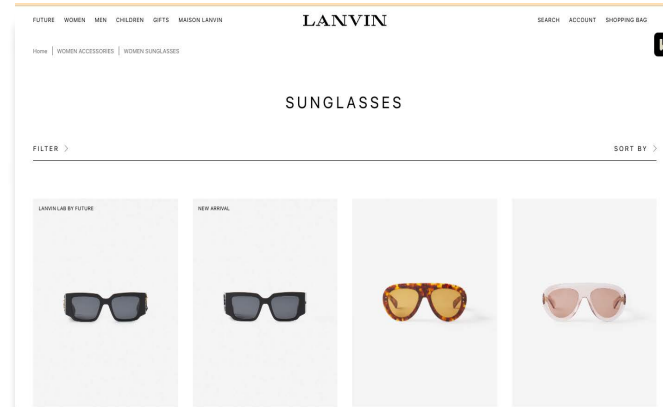 FUTURE WOMEN MEN CHILDREN GIFTS MAISON LANVIN LANVIN SEARCH ACCOUNT SHOPPING BAG
Home | WOMEN ACCESSORIES | WOMEN SUNGLASSES
SUNGLASSES
FILTER >
SORT BY >
LANVIN LAB BY FUTURE
NEW ARRIVAL